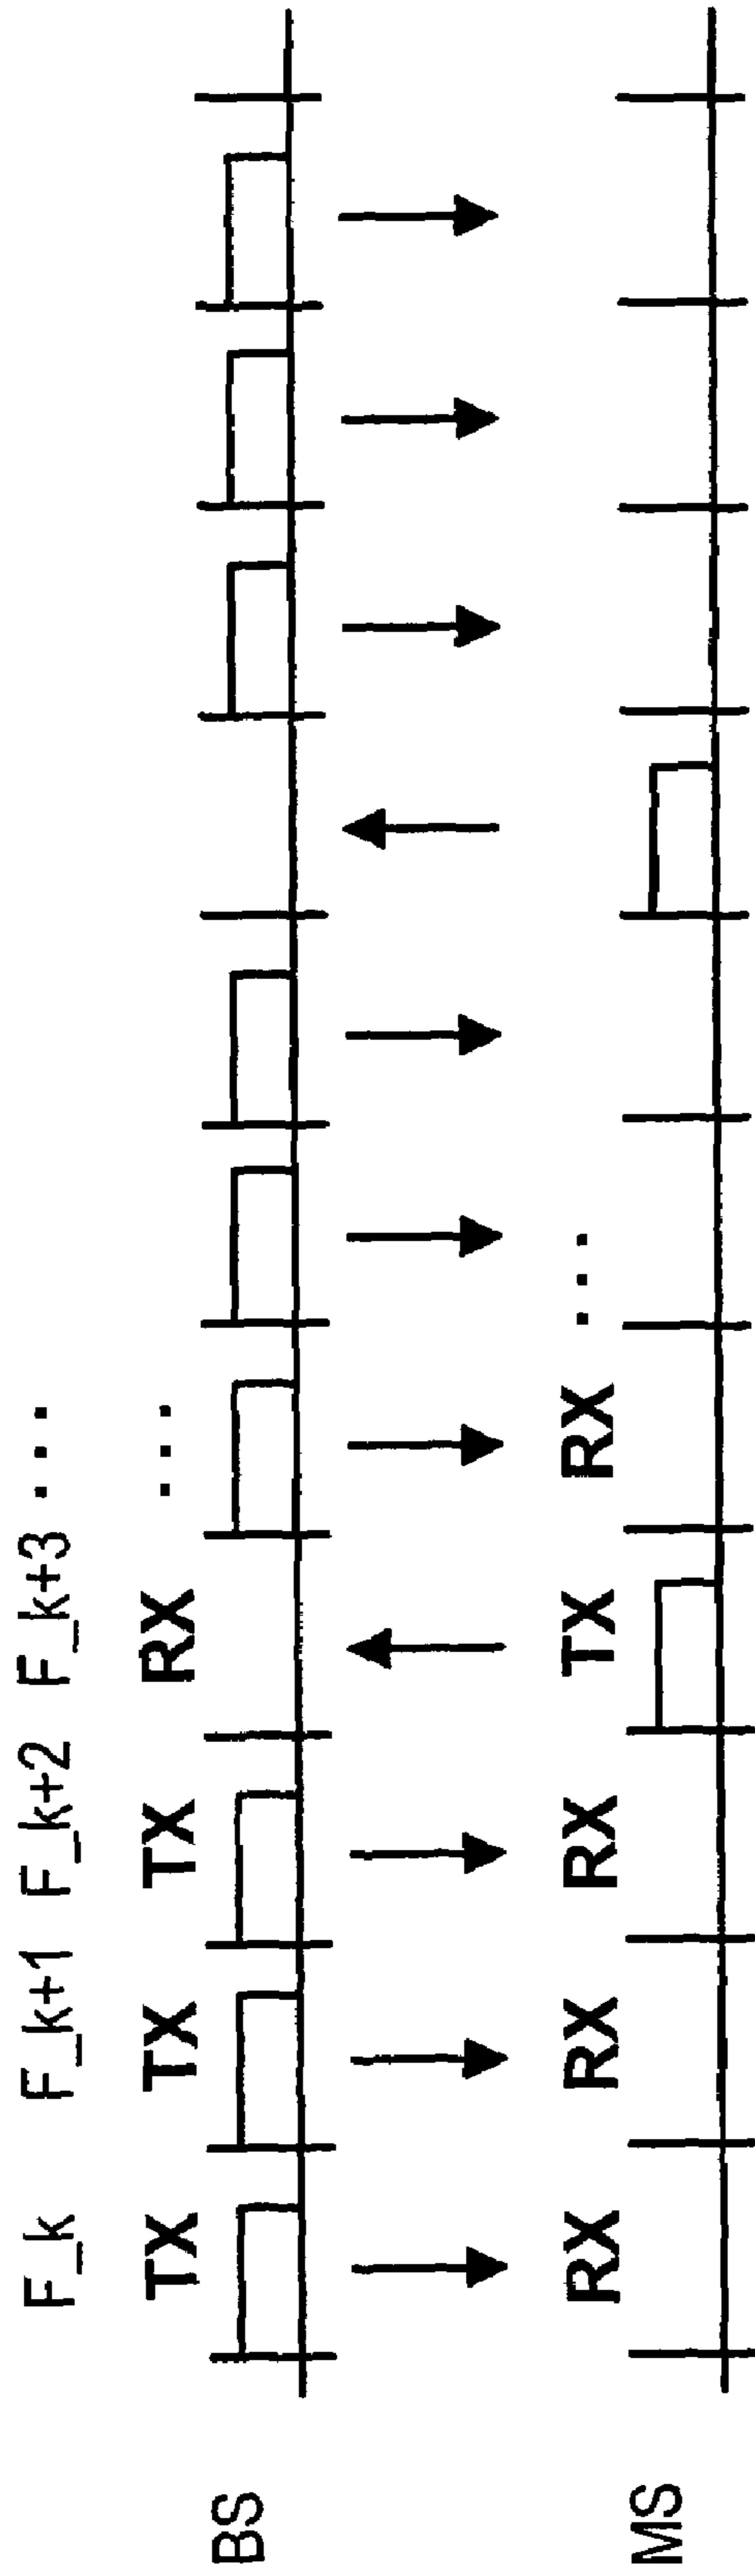 F_k F_k+1 F_k+2 F_k+3 ...
TX TX TX RX ...
BS
RX RX RX TX RX ...
MS